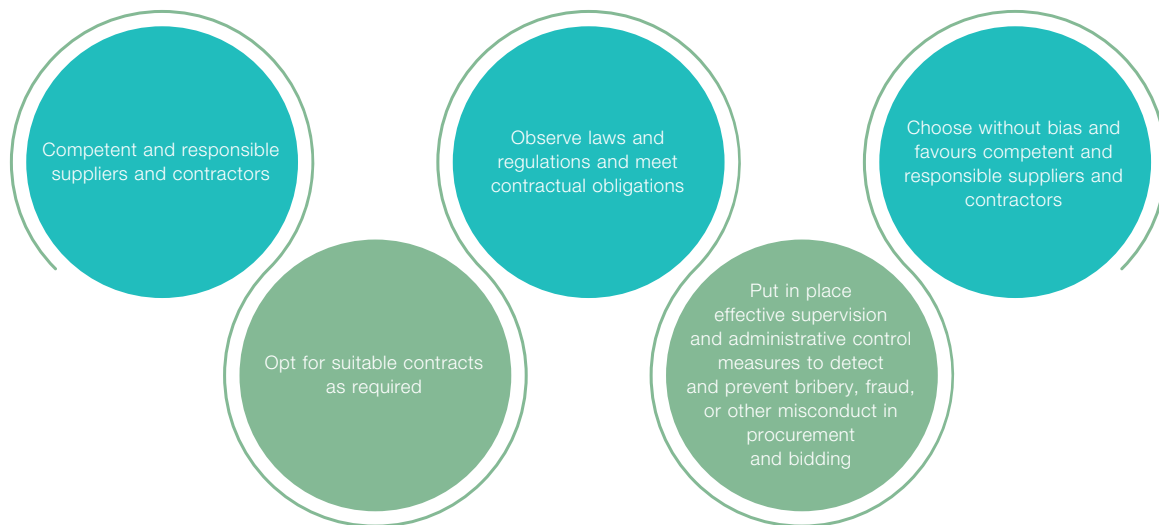 Competent and responsible
suppliers and contractors
Opt for suitable contracts
as required
Observe laws and
regulations and meet
contractual obligations
Put in place
effective supervision
and administrative control
measures to detect
and prevent bribery, fraud,
or other misconduct in
procurement
and bidding
Choose without bias and
favours competent and
responsible suppliers and
contractors